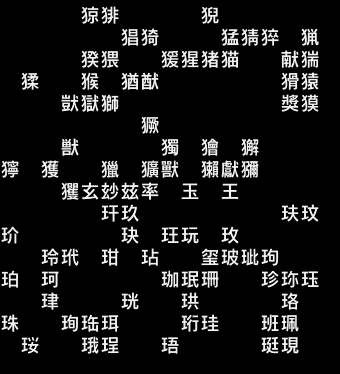 猄猅 猊
猖猗 猛猜猝 猟
猤猥 猨猩猪猫 献猯
猱 猴 猶猷 猾猿
獃獄獅 獎獏
獗
獣 獨 獪 獬
獰 獲 獵 獷獸 獺獻獼
玃玄玅玆率 玉 王
玕玖 玞玟
玠 玦 玨玩 玫
玲玳 玵 玷 璽玻玼玽
珀 珂 珈珉珊 珍珎珏
珒 珖 珙 珞
珠 珣珤珥 珩珪 班珮
珱 珴珵 珸 珽現